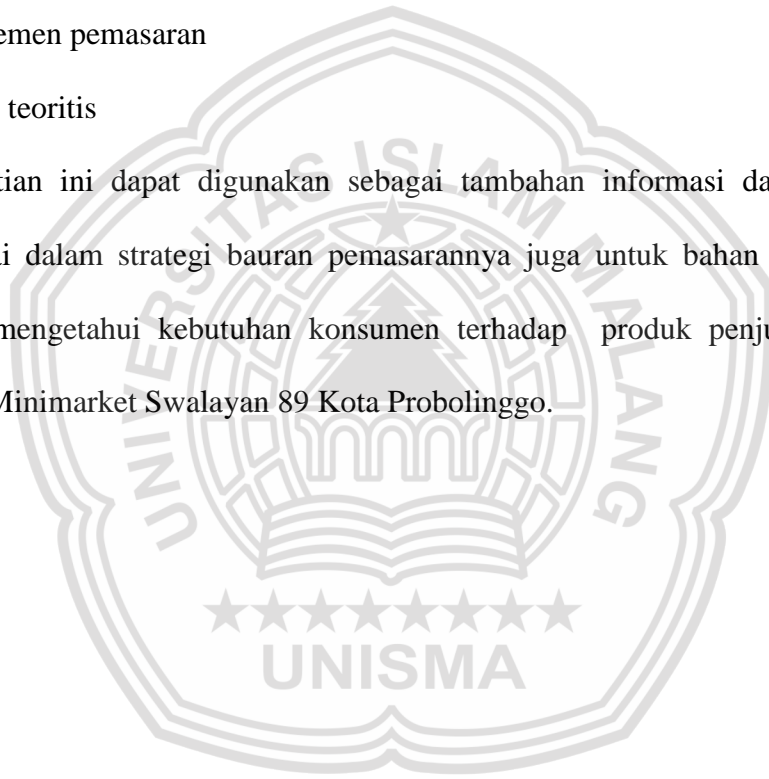 emen pemasaran
teoritis
tian ini dapat digunakan sebagai tambahan informasi da
i dalam strategi bauran pemasarannya juga untuk bahan
mengetahui kebutuhan konsumen terhadap produk penju
Minimarket Swalayan 89 Kota Probolinggo.
UNIVERSITAS ISLAM MALANG
UNISMA